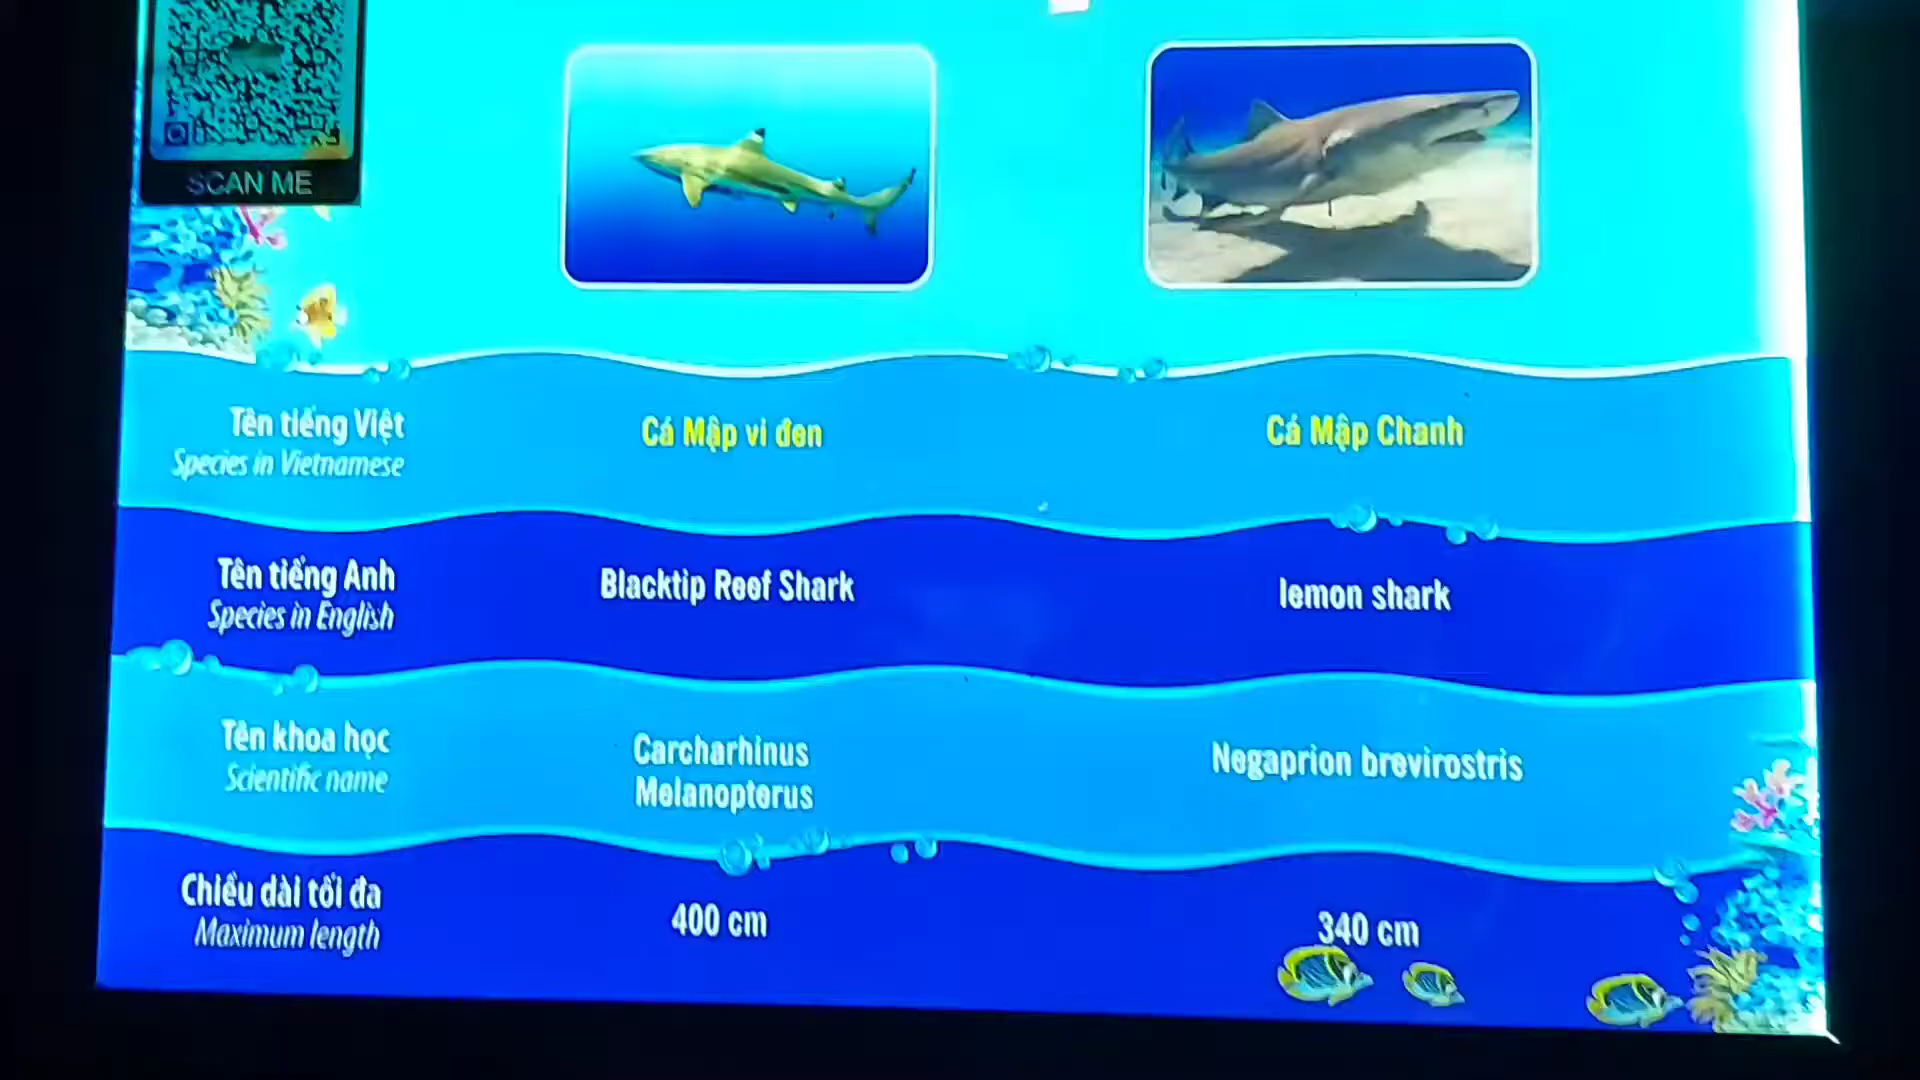 SCAN ME
Tên tiếng Việt
Species in Vietnamese
Cá Mập vi đen
Cá Mập Chanh
Tên tiếng Anh
Species in English
Blacktip Reef Shark
lemon shark
Tên khoa học
Scientific name
Carcharhinus
Melanopterus
Negaprion brevirostris
Chiều dài tối đa
Maximum length
400 cm
340 cm